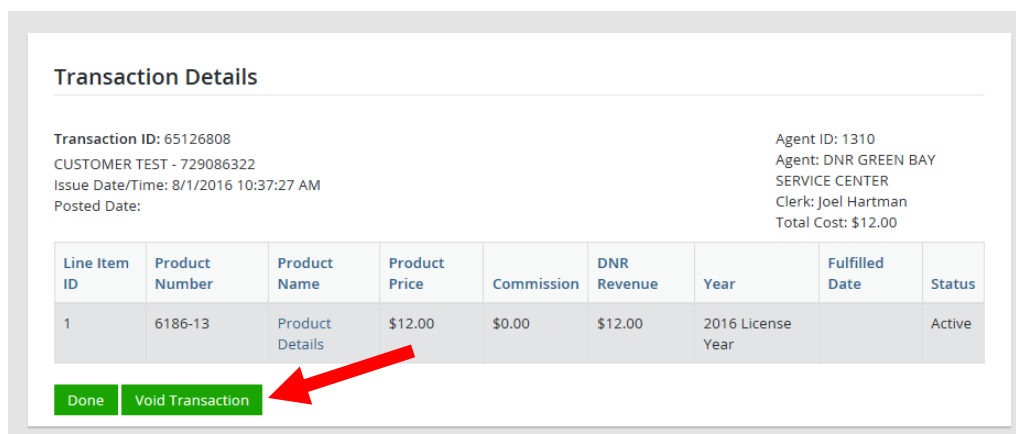 Transaction Details
Transaction ID: 65126808
CUSTOMER TEST - 729086322
Issue Date/Time: 8/1/2016 10:37:27 AM
Posted Date:
Agent ID: 1310
Agent: DNR GREEN BAY
SERVICE CENTER
Clerk: Joel Hartman
Total Cost: $12.00
Line Item ID Product Number Product Name Product Price Commission DNR Revenue Year Fulfilled Date Status
1 6186-13 Product Details $12.00 $0.00 $12.00 2016 License Year Active
Done Void Transaction